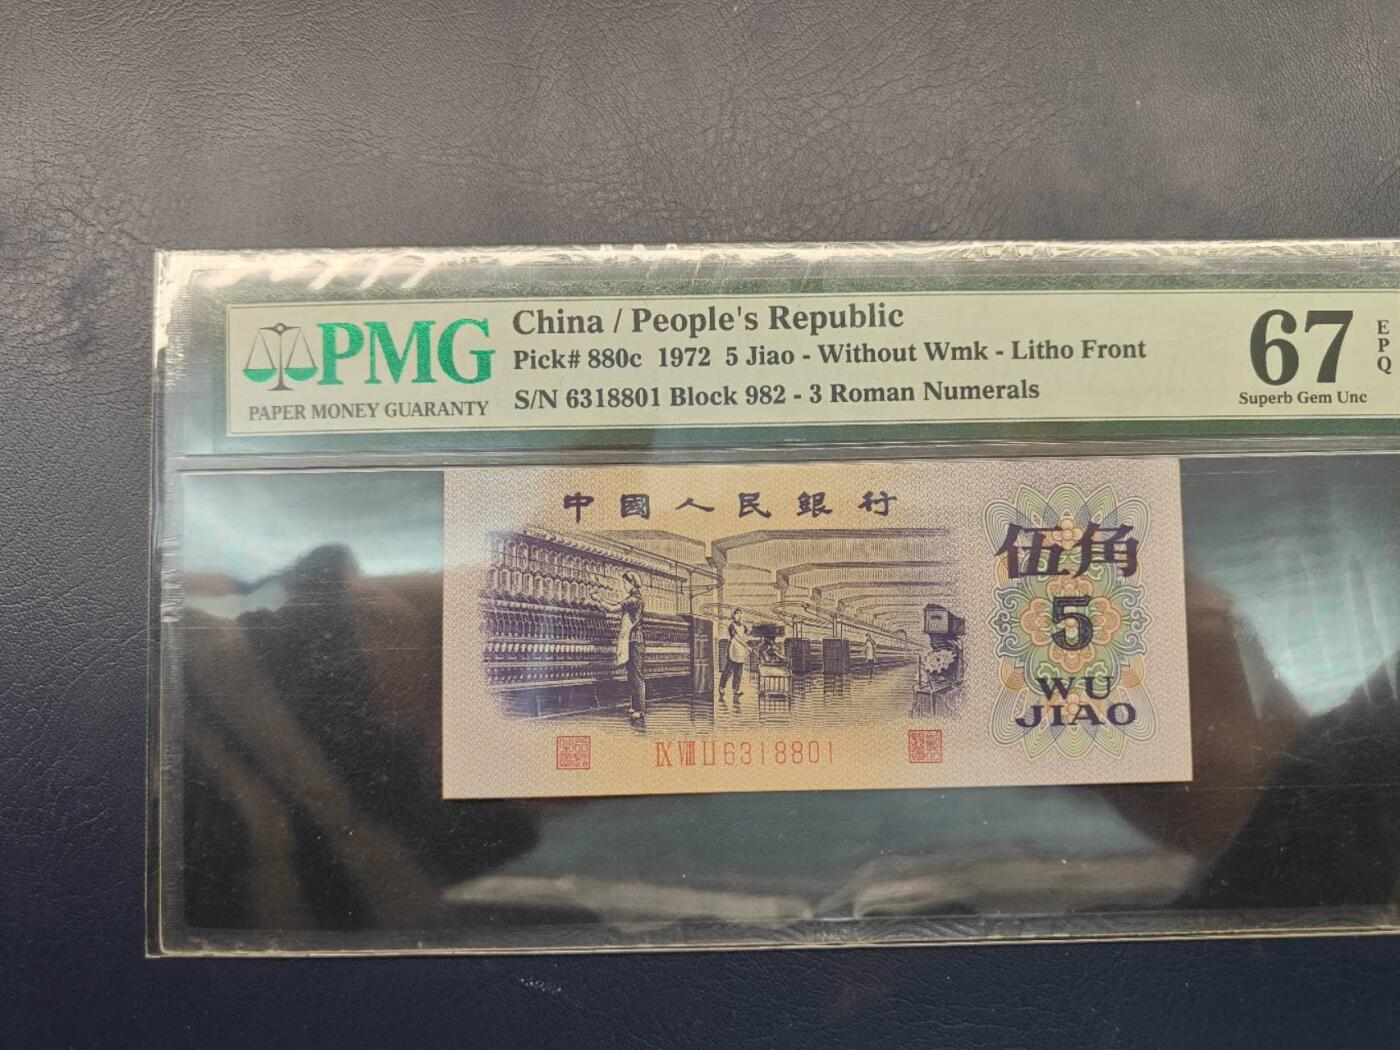 PMG
PAPER MONEY GUARANTY
China / People's Republic
Pick# 880c 1972 5 Jiao - Without Wmk - Litho Front
S/N 6318801 Block 982 - 3 Roman Numerals
67
EPQ
Superb Gem Unc
中國人民銀行
伍角
5
WU
JIAO
IX VIII II 6318801